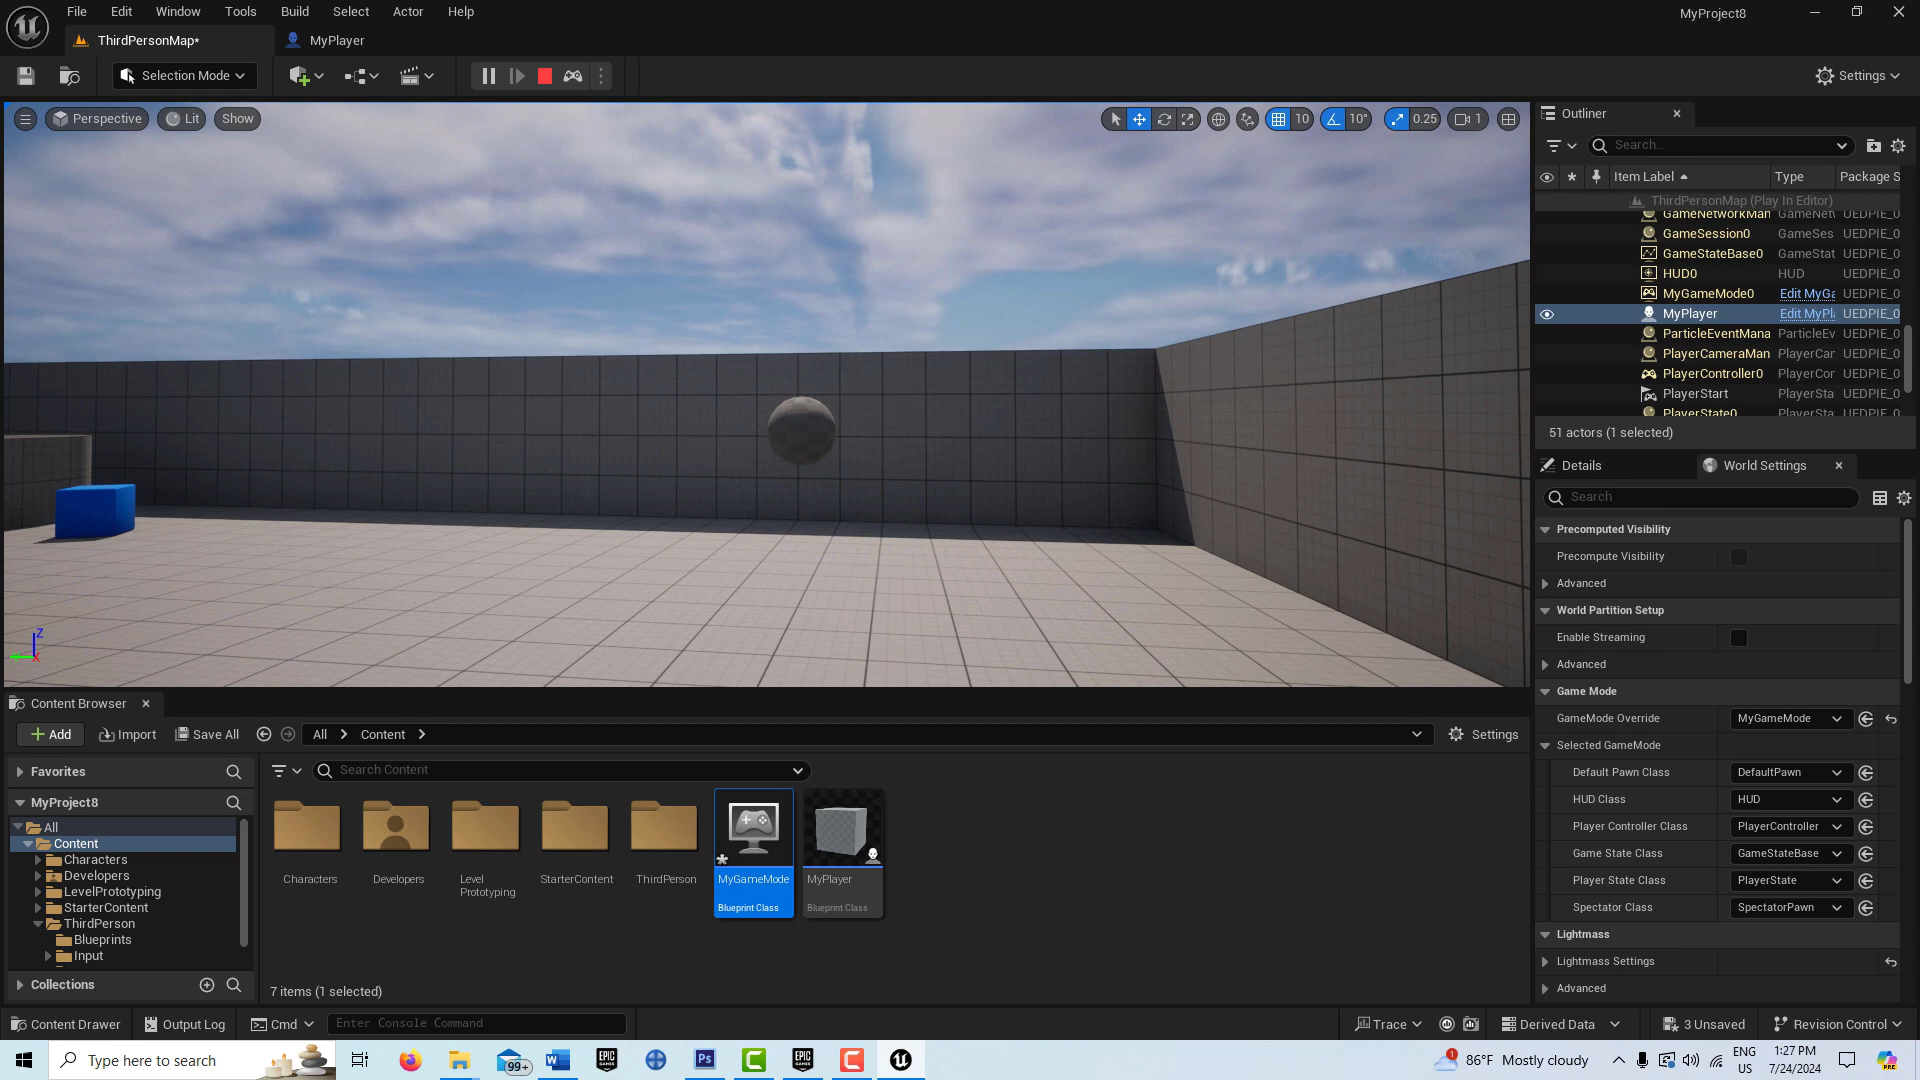 File Edit Window Tools Build Select Actor Help
MyProject8
ThirdPersonMap*
MyPlayer
Selection Mode
Settings
Perspective
Lit
Show
10
10°
0.25
1
Outliner
Search...
Item Label
Type
Package S
ThirdPersonMap (Play In Editor)
GameNetworkMan GameNetv UEDPIE_0
GameSession0 GameSes UEDPIE_0
GameStateBase0 GameStat UEDPIE_0
HUD0 HUD UEDPIE_0
MyGameMode0 Edit MyGa UEDPIE_0
MyPlayer Edit MyPla UEDPIE_0
ParticleEventMana ParticleEv UEDPIE_0
PlayerCameraMan PlayerCar UEDPIE_0
PlayerController0 PlayerCor UEDPIE_0
PlayerStart PlayerSta UEDPIE_0
PlayerState0 PlayerSta UEDPIE_0
51 actors (1 selected)
Details
World Settings
Search
Precomputed Visibility
Precompute Visibility
Advanced
World Partition Setup
Enable Streaming
Advanced
Game Mode
GameMode Override MyGameMode
Selected GameMode
Default Pawn Class DefaultPawn
HUD Class HUD
Player Controller Class PlayerController
Game State Class GameStateBase
Player State Class PlayerState
Spectator Class SpectatorPawn
Lightmass
Lightmass Settings
Advanced
Z
X
Content Browser
Add
Import
Save All
All
Content
Settings
Favorites
Search Content
MyProject8
All
Content
Characters
Developers
LevelPrototyping
StarterContent
ThirdPerson
Blueprints
Input
Collections
Characters
Developers
Level
Prototyping
StarterContent
ThirdPerson
MyGameMode
Blueprint Class
MyPlayer
Blueprint Class
7 items (1 selected)
Content Drawer
Output Log
Cmd
Enter Console Command
Trace
Derived Data
3 Unsaved
Revision Control
Type here to search
99+
W
EPIC
GAMES
Ps
EPIC
GAMES
1
86°F Mostly cloudy
ENG
US
1:27 PM
7/24/2024
PRE